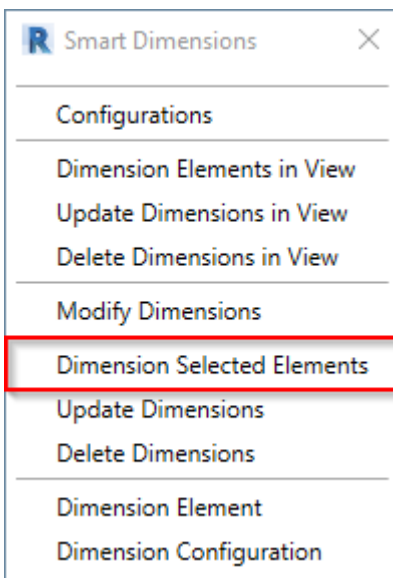 R Smart Dimensions
Configurations
Dimension Elements in View
Update Dimensions in View
Delete Dimensions in View
Modify Dimensions
Dimension Selected Elements
Update Dimensions
Delete Dimensions
Dimension Element
Dimension Configuration